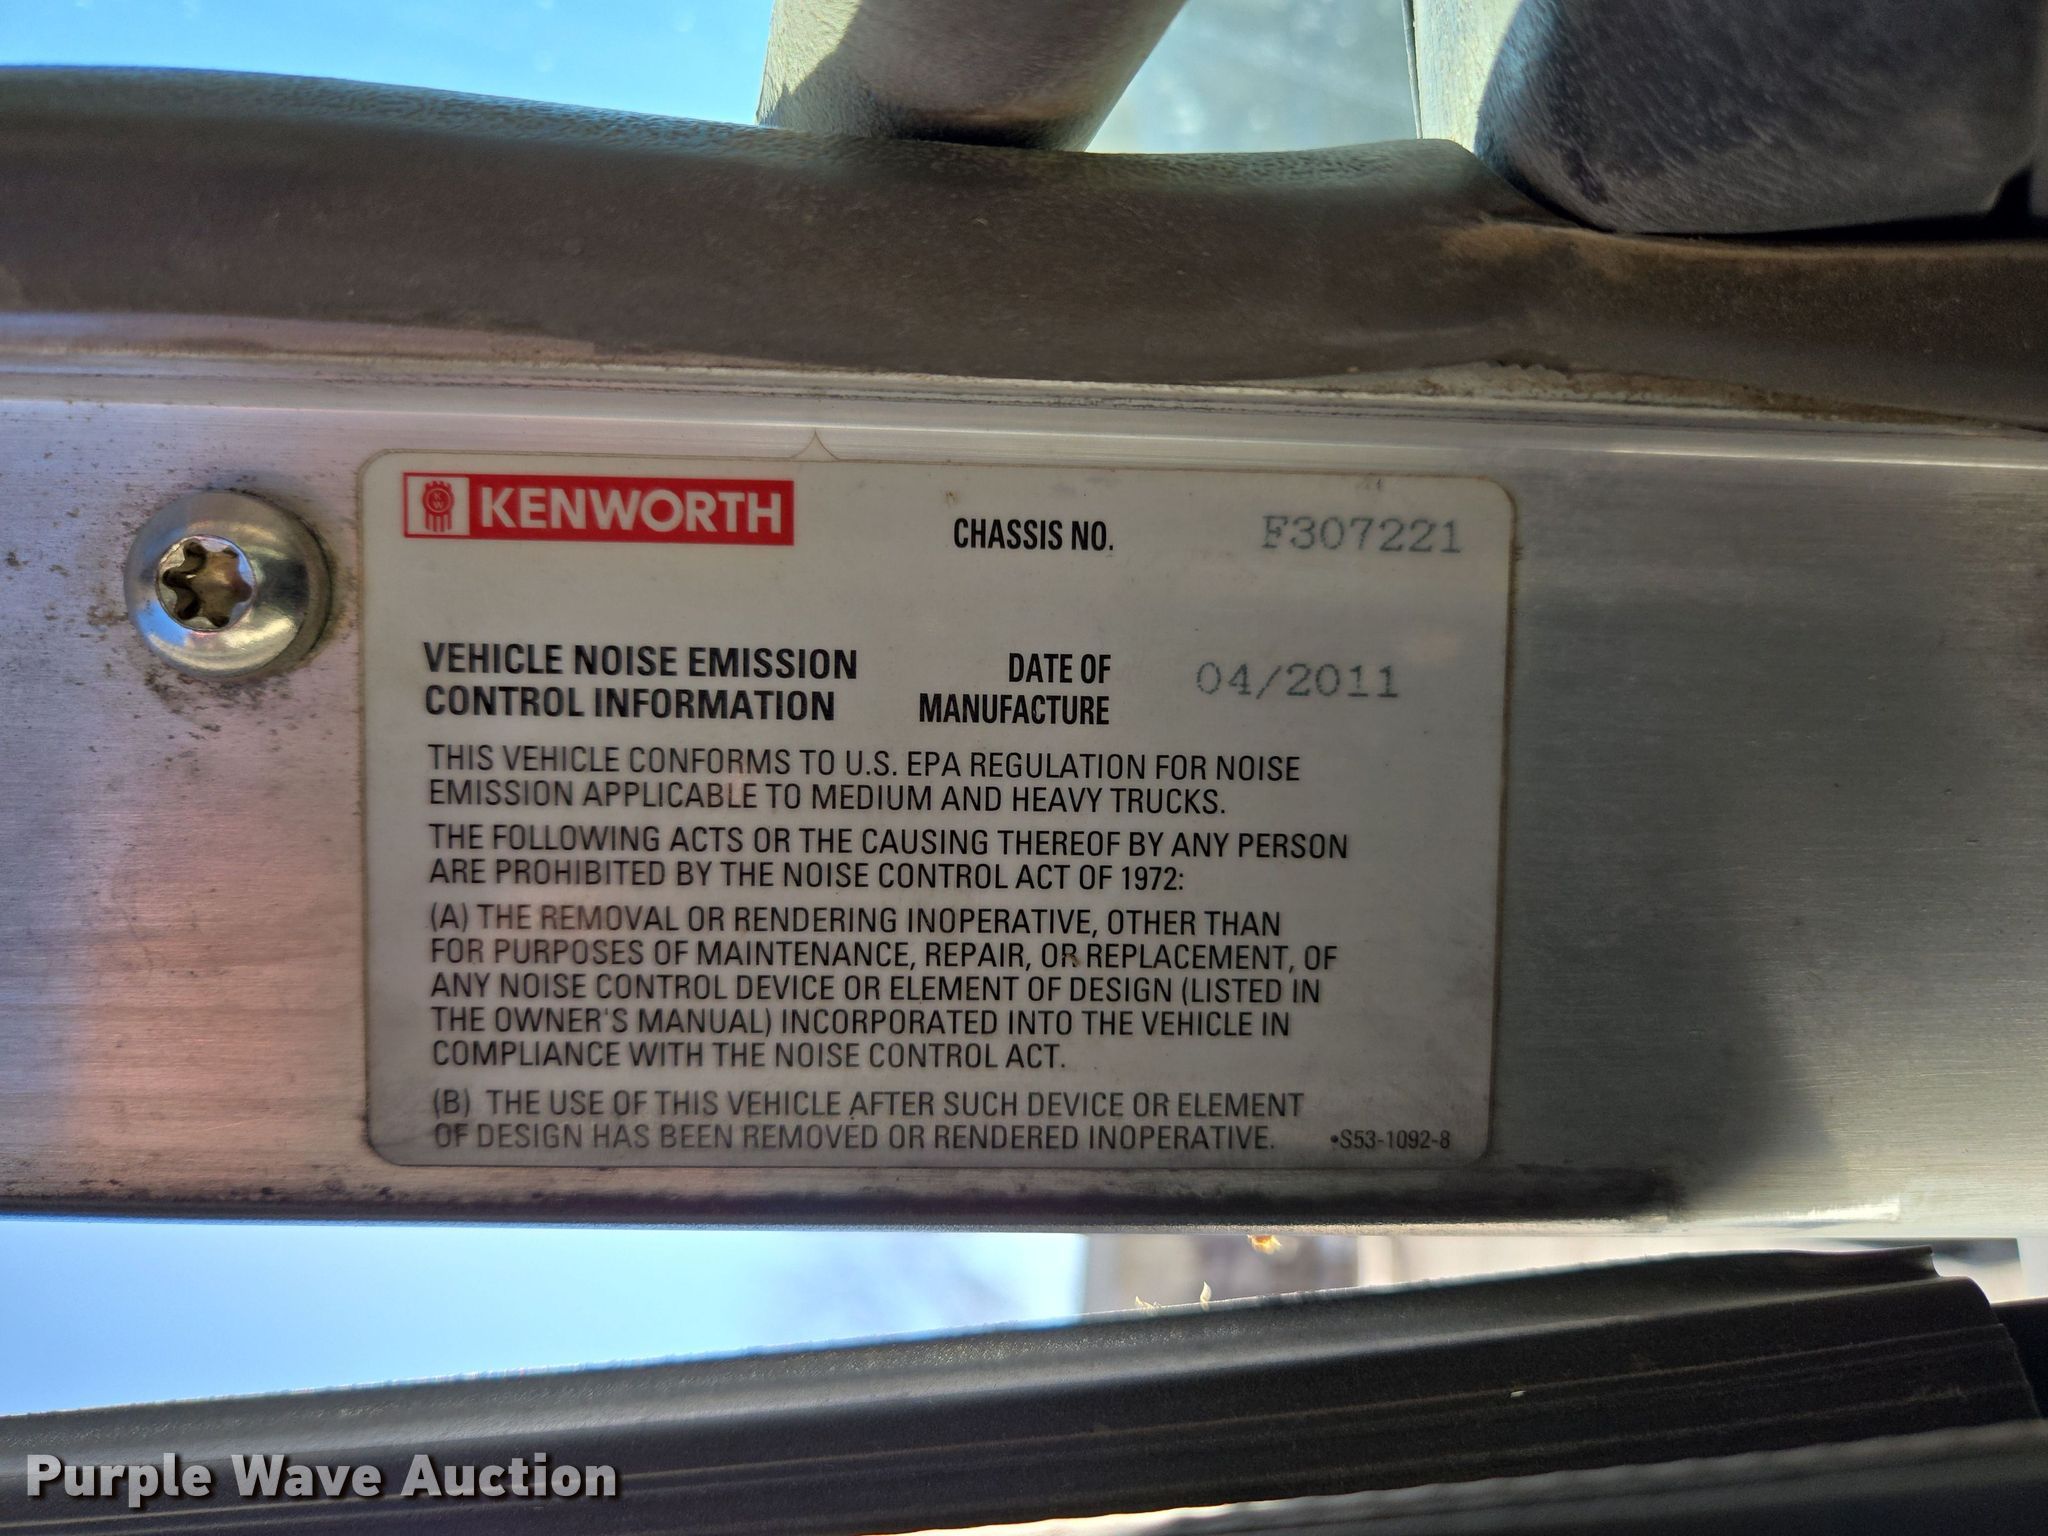 KENWORTH
CHASSIS NO. F307221
VEHICLE NOISE EMISSION
CONTROL INFORMATION
DATE OF
MANUFACTURE
04/2011
THIS VEHICLE CONFORMS TO U.S. EPA REGULATION FOR NOISE
EMISSION APPLICABLE TO MEDIUM AND HEAVY TRUCKS.
THE FOLLOWING ACTS OR THE CAUSING THEREOF BY ANY PERSON
ARE PROHIBITED BY THE NOISE CONTROL ACT OF 1972:
(A) THE REMOVAL OR RENDERING INOPERATIVE, OTHER THAN
FOR PURPOSES OF MAINTENANCE, REPAIR, OR REPLACEMENT, OF
ANY NOISE CONTROL DEVICE OR ELEMENT OF DESIGN (LISTED IN
THE OWNER'S MANUAL) INCORPORATED INTO THE VEHICLE IN
COMPLIANCE WITH THE NOISE CONTROL ACT.
(B) THE USE OF THIS VEHICLE AFTER SUCH DEVICE OR ELEMENT
OF DESIGN HAS BEEN REMOVED OR RENDERED INOPERATIVE. •S53-1092-8
Purple Wave Auction